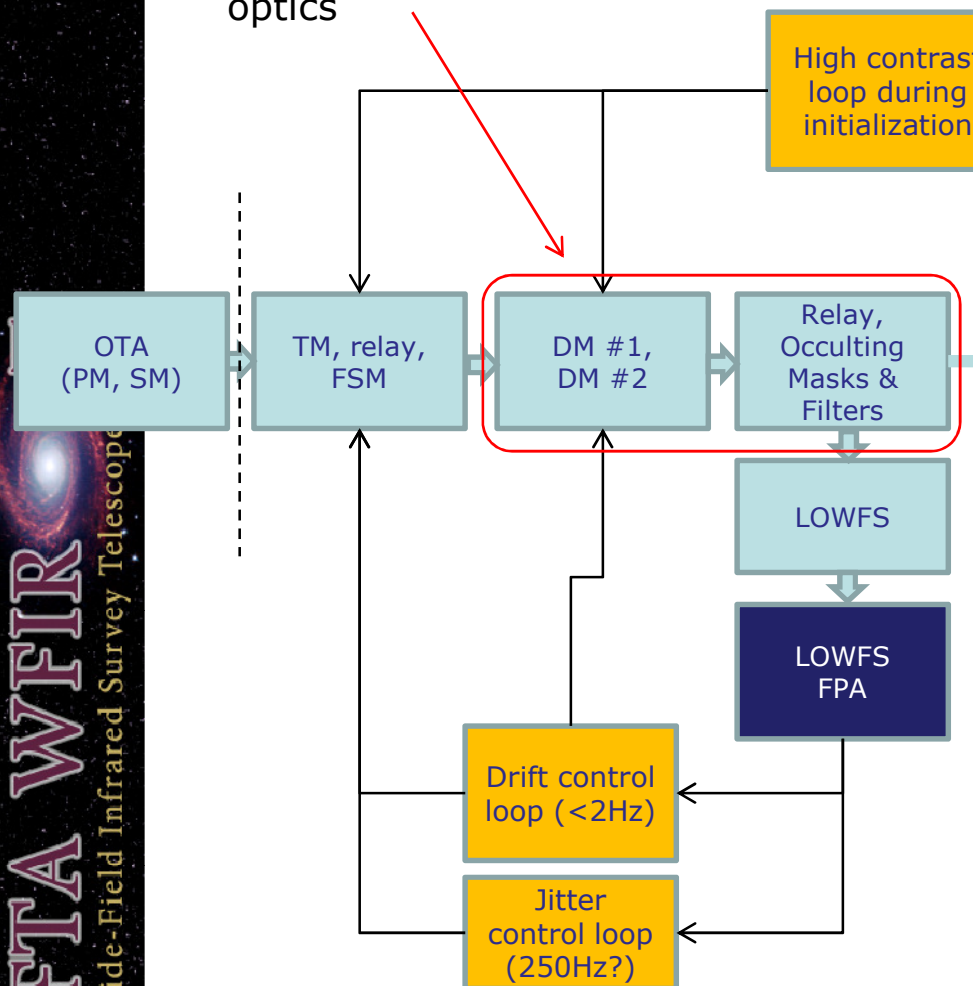 optics
High contrast
loop during
initialization
OTA
(PM, SM)
TM, relay,
FSM
DM #1,
DM #2
Relay,
Occulting
Masks &
Filters
LOWFS
LOWFS
FPA
Drift control
loop (<2Hz)
Jitter
control loop
(250Hz?)
FTA WFIR
ide-Field Infrared Survey Telescope